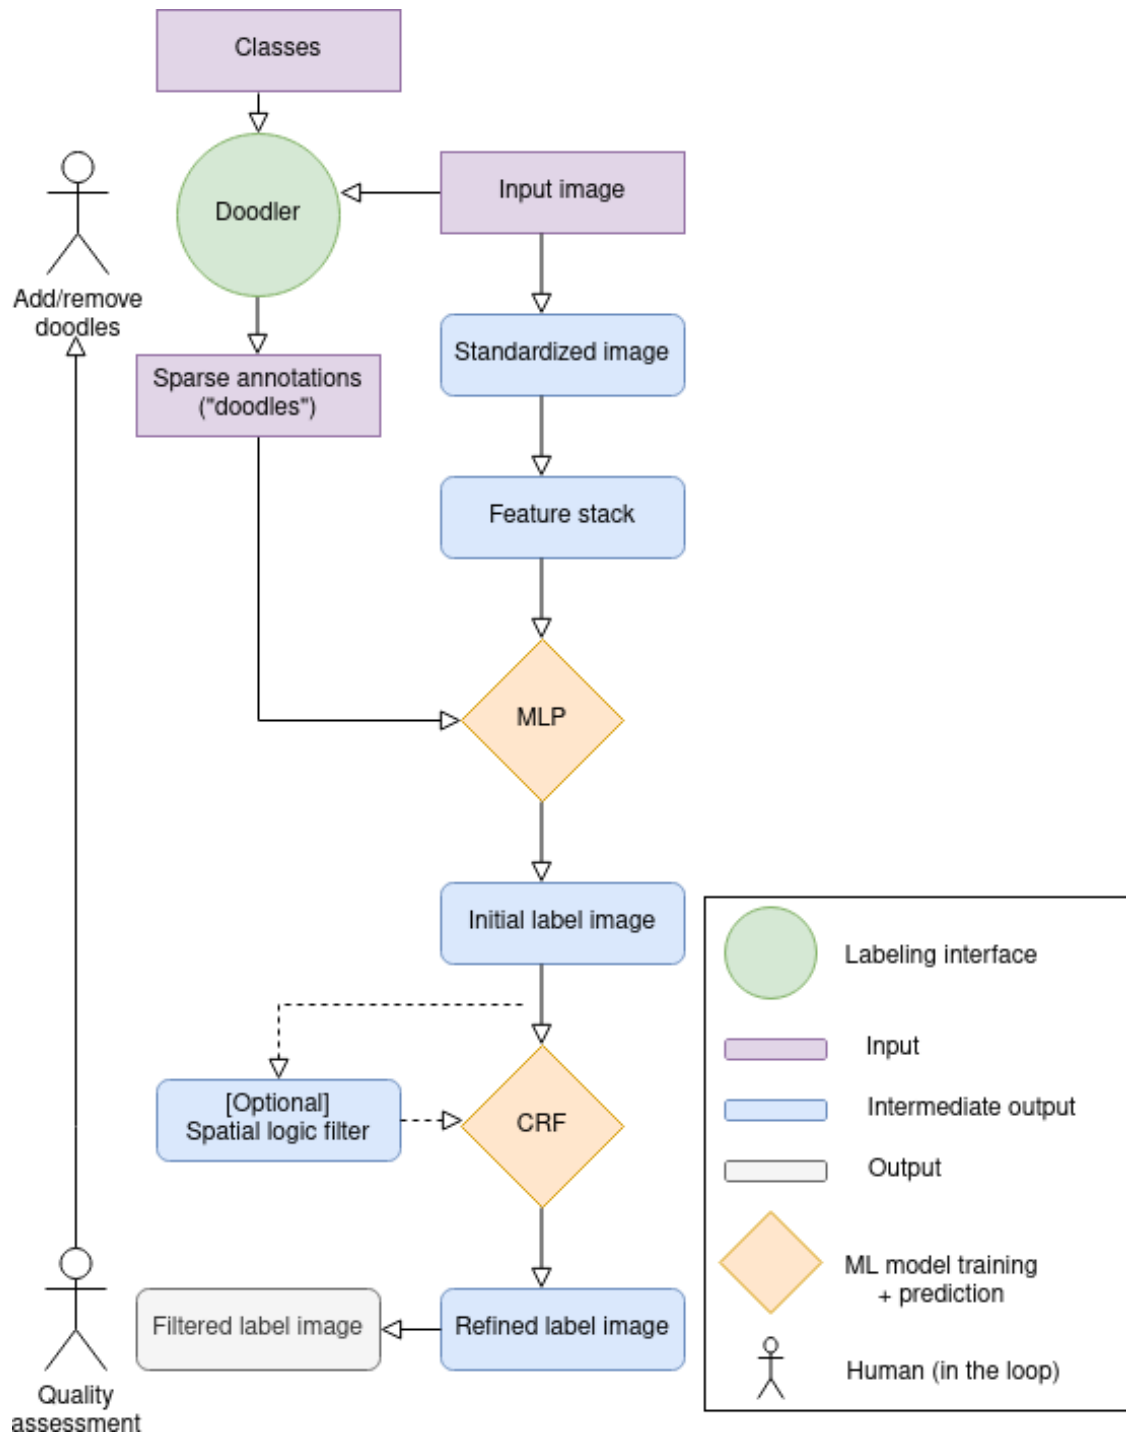 Classes
Input image
Doodler
Add/remove
doodles
Standardized image
Sparse annotations
("doodles")
Feature stack
MLP
Initial label image
[Optional]
Spatial logic filter
CRF
Filtered label image
Refined label image
Quality
assessment
Labeling interface
Input
Intermediate output
Output
ML model training
+ prediction
Human (in the loop)